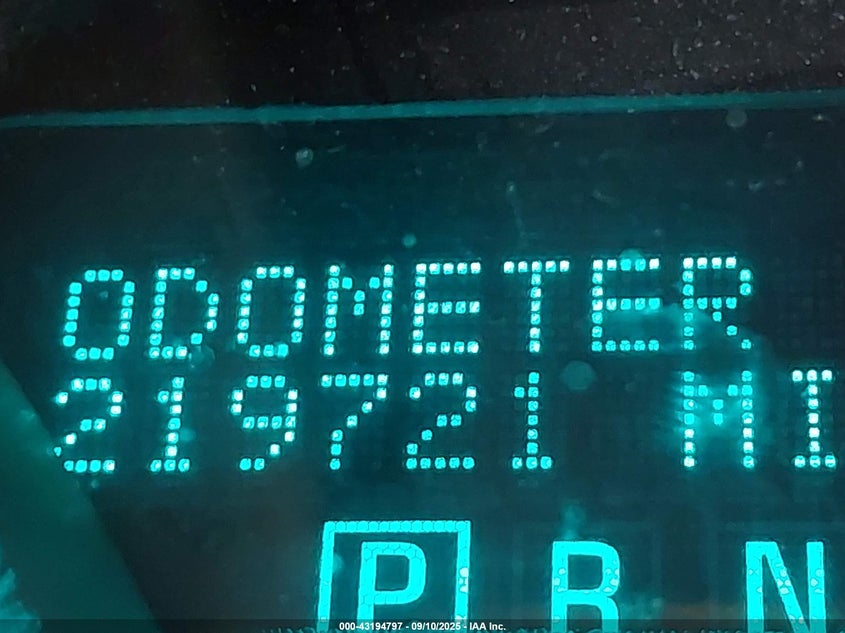 ODOMETER
219721 MI
P R N
000-43194797 - 09/10/2025 - IAA Inc.